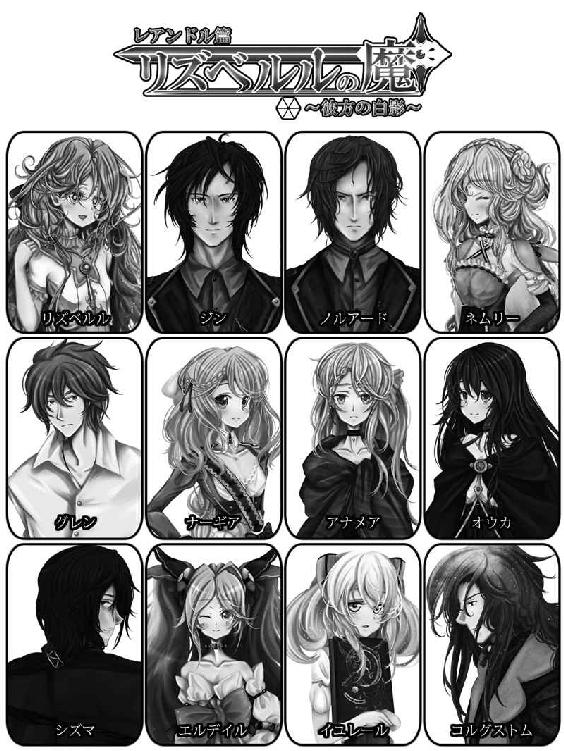 レアンドル篇
リズベルルの魔
～彼方の白影～
リズベルル
ジン
ノルアード
ネムリー
グレン
ナーギア
アナメア
オウカ
シズマ
エルデイル
イユレール
コルグストム